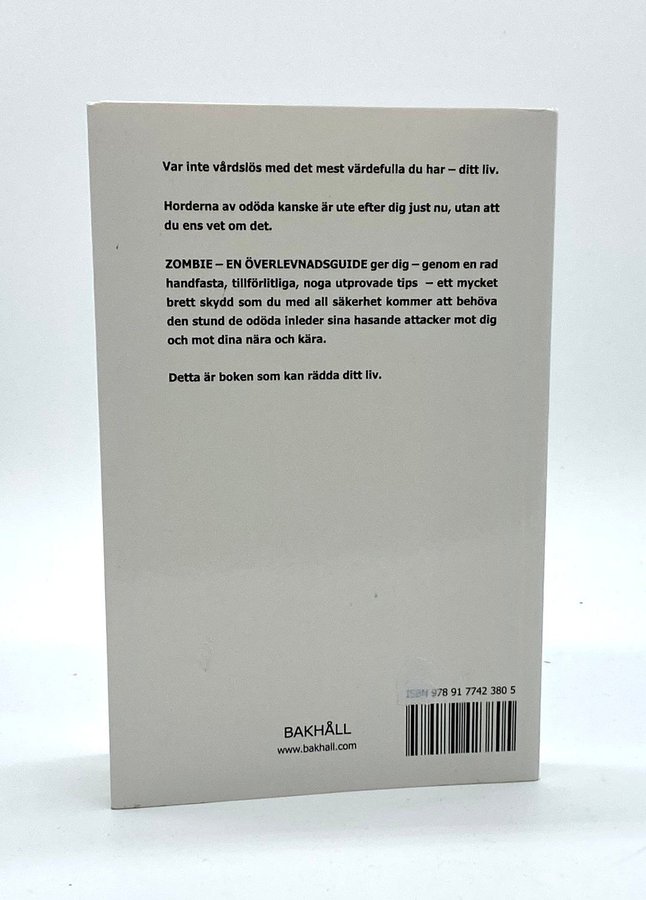 Var inte vårdslös med det mest värdefulla du har – ditt liv.
Horderna av odöda kanske är ute efter dig just nu, utan att
du ens vet om det.
ZOMBIE – EN ÖVERLEVNADSGUIDE ger dig – genom en rad
handfasta, tillförlitliga, noga utprovade tips – ett mycket
brett skydd som du med all säkerhet kommer att behöva
den stund de odöda inleder sina hasande attacker mot dig
och mot dina nära och kära.
Detta är boken som kan rädda ditt liv.
ISBN 978 91 7742 380 5
BAKHÅLL
www.bakhall.com